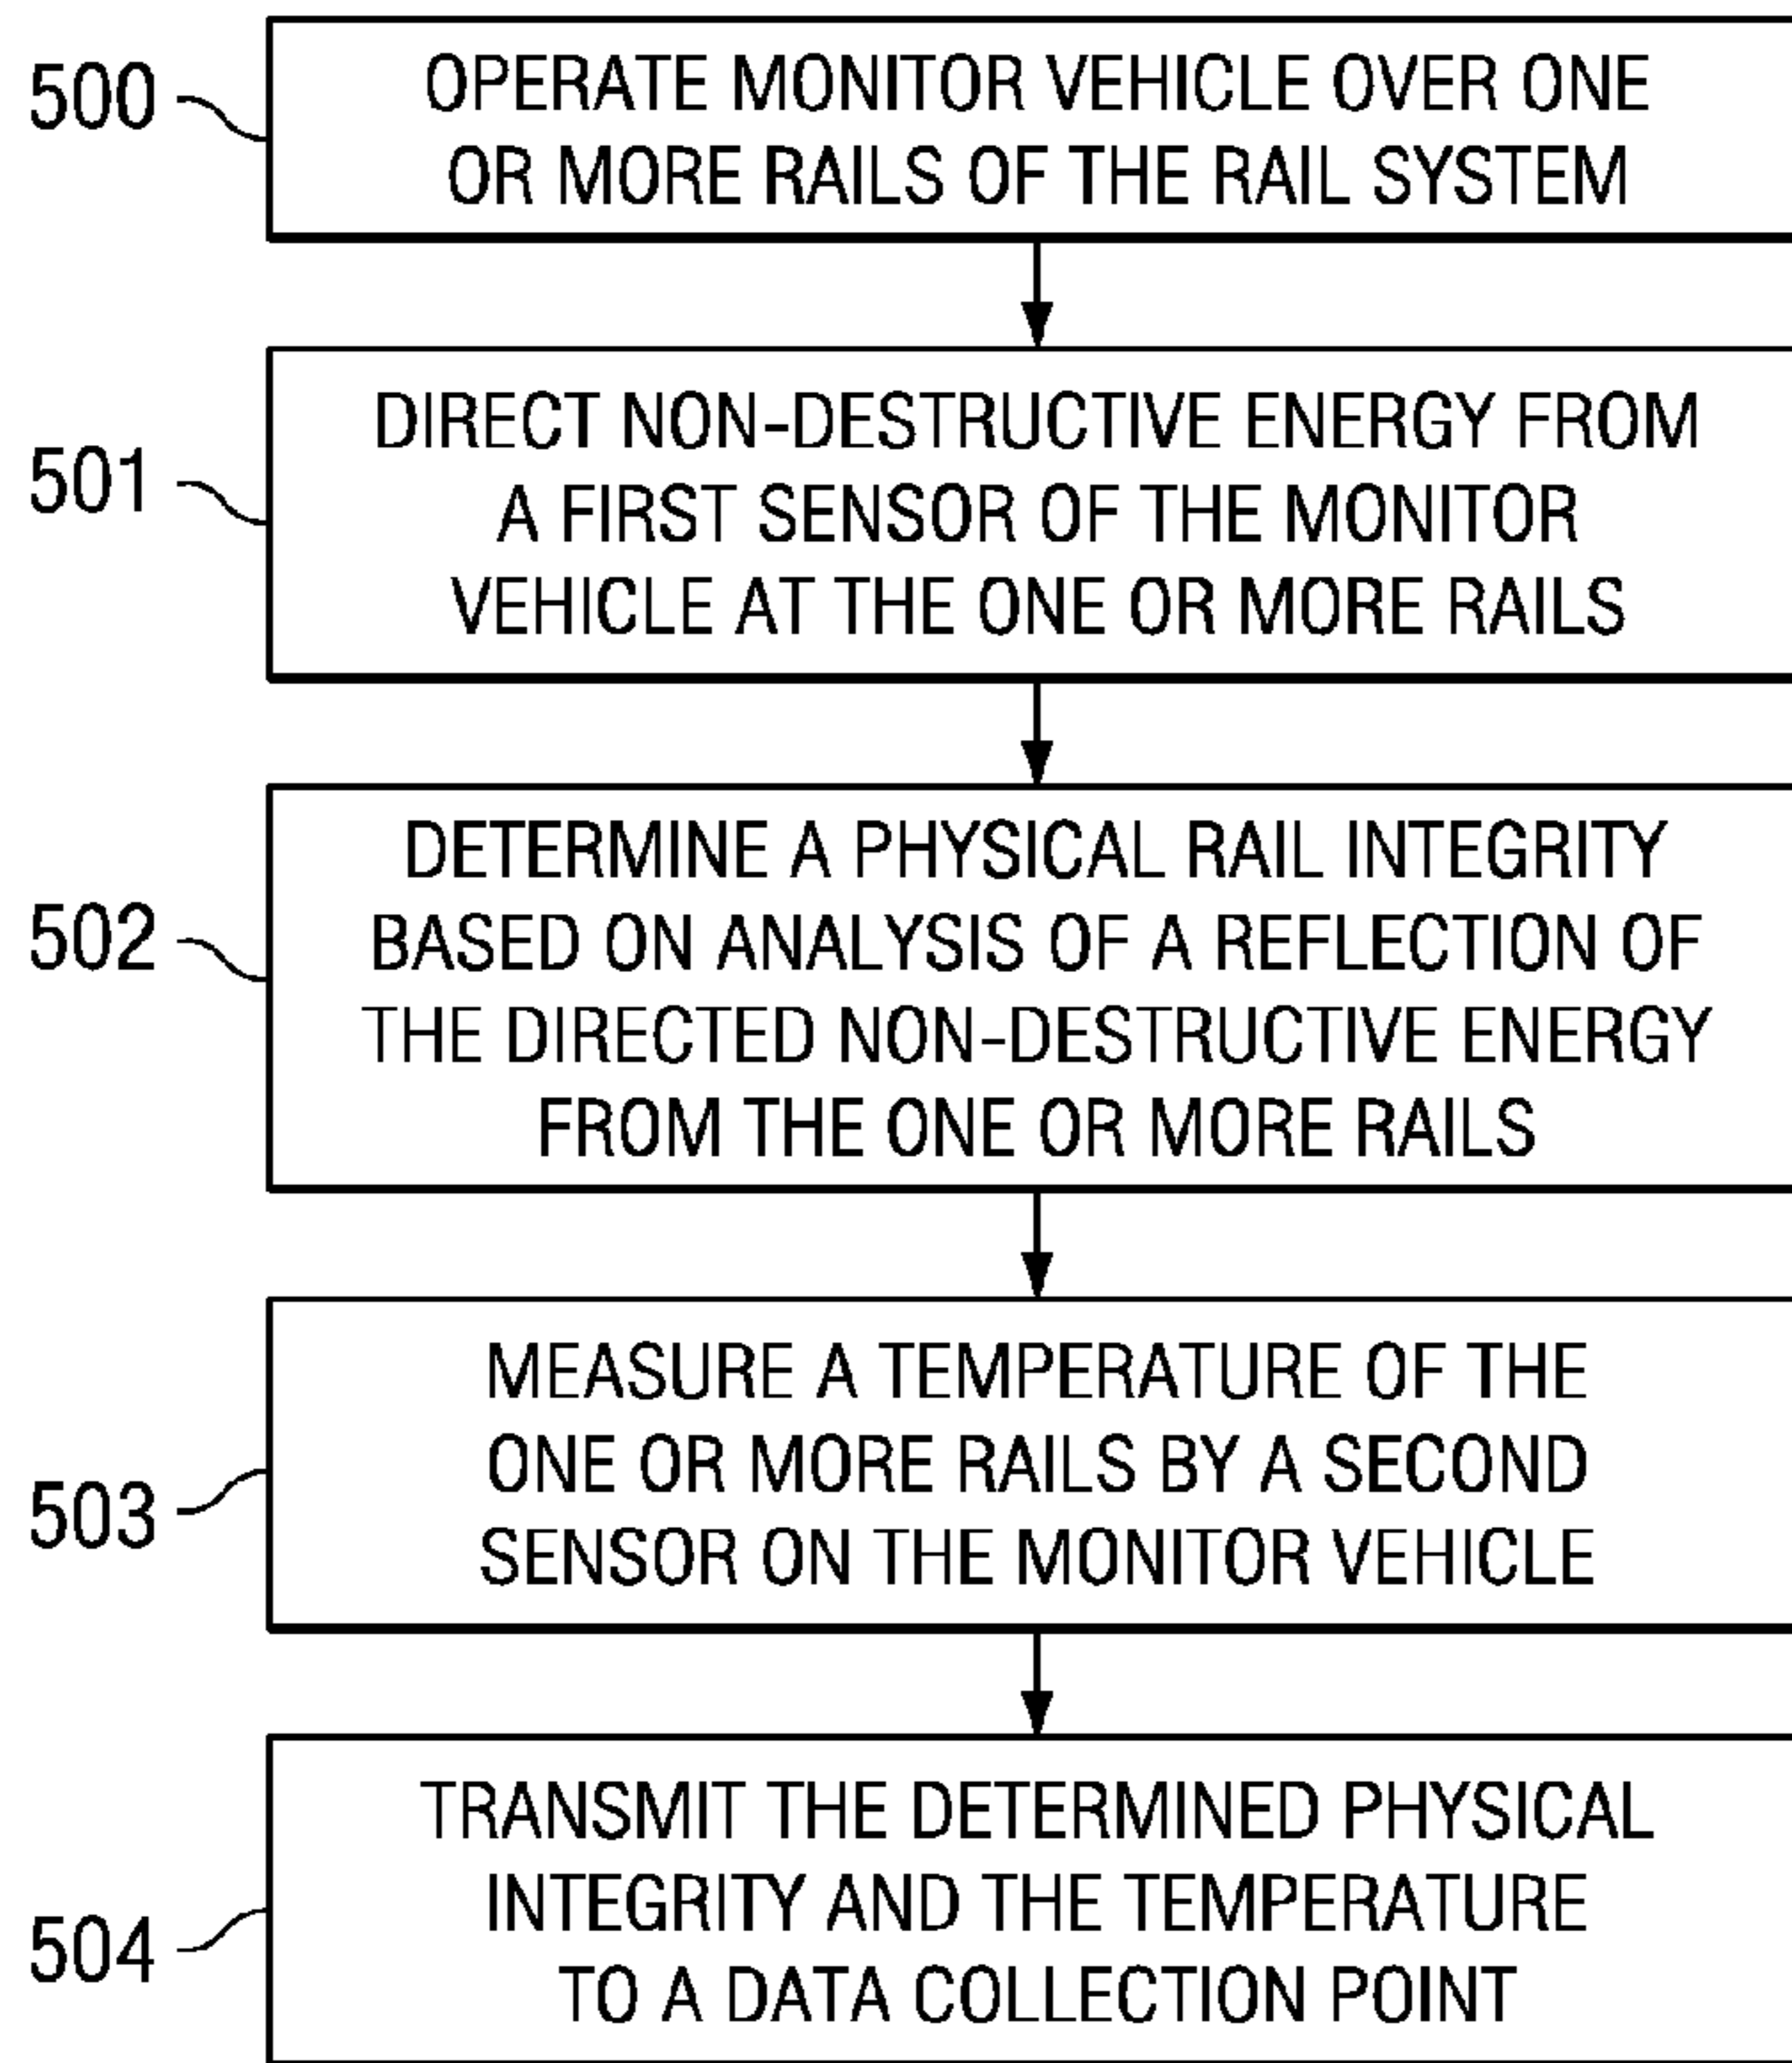 500
OPERATE MONITOR VEHICLE OVER ONE
OR MORE RAILS OF THE RAIL SYSTEM
501
DIRECT NON-DESTRUCTIVE ENERGY FROM
A FIRST SENSOR OF THE MONITOR
VEHICLE AT THE ONE OR MORE RAILS
502
DETERMINE A PHYSICAL RAIL INTEGRITY
BASED ON ANALYSIS OF A REFLECTION OF
THE DIRECTED NON-DESTRUCTIVE ENERGY
FROM THE ONE OR MORE RAILS
503
MEASURE A TEMPERATURE OF THE
ONE OR MORE RAILS BY A SECOND
SENSOR ON THE MONITOR VEHICLE
504
TRANSMIT THE DETERMINED PHYSICAL
INTEGRITY AND THE TEMPERATURE
TO A DATA COLLECTION POINT